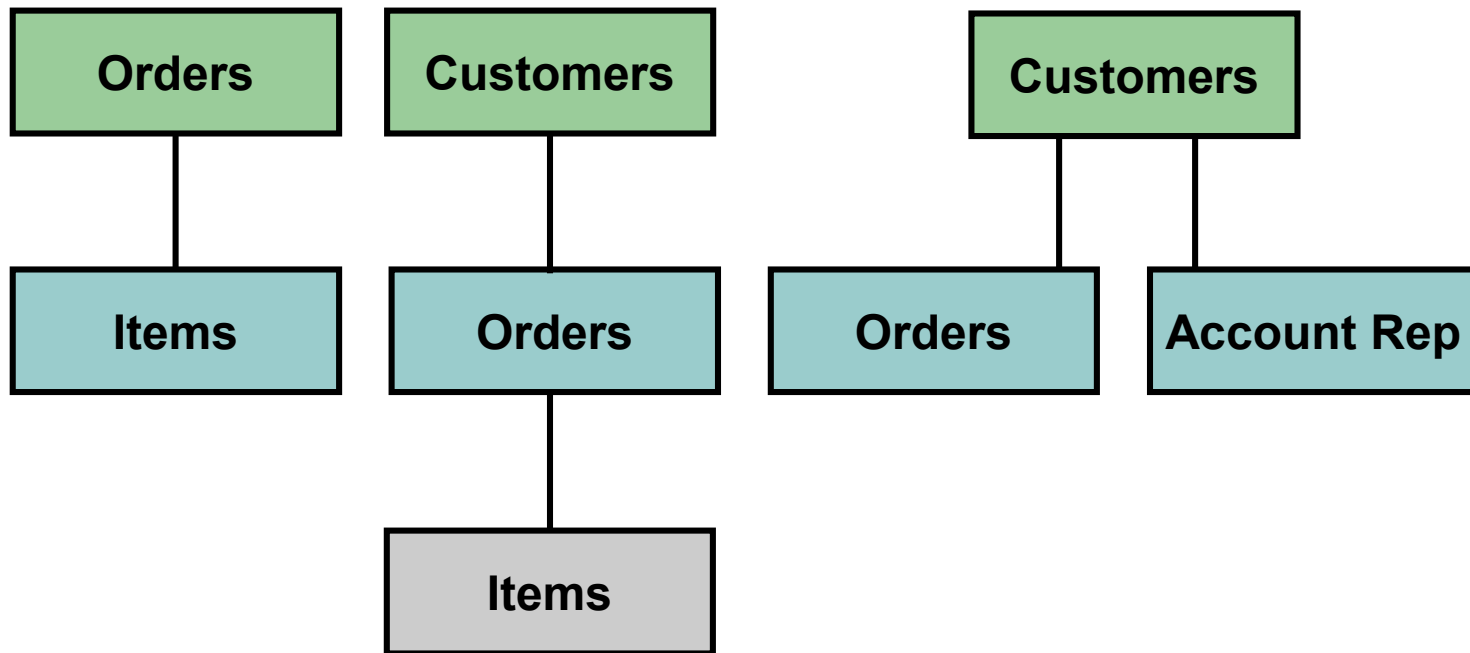 Orders
Customers
Customers
Items
Orders
Orders
Account Rep
Items